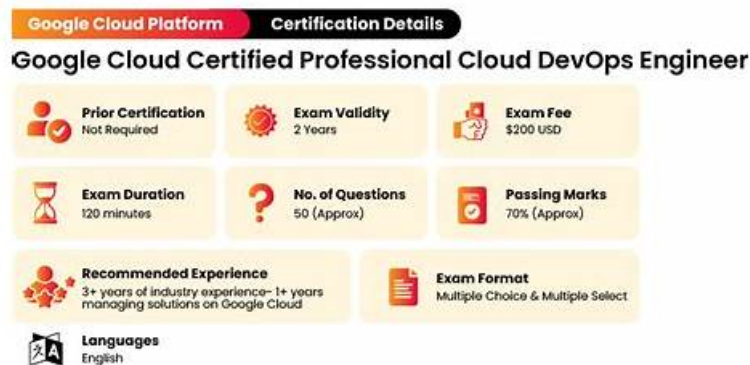 Google Cloud Platform
Certification Details
Google Cloud Certified Professional Cloud DevOps Engineer
Prior Certification
Not Required
Exam Validity
2 Years
Exam Fee
$200 USD
Exam Duration
120 minutes
No. of Questions
50 (Approx)
Passing Marks
70% (Approx)
Recommended Experience
3+ years of industry experience- 1+ years
managing solutions on Google Cloud
Exam Format
Multiple Choice & Multiple Select
Languages
English